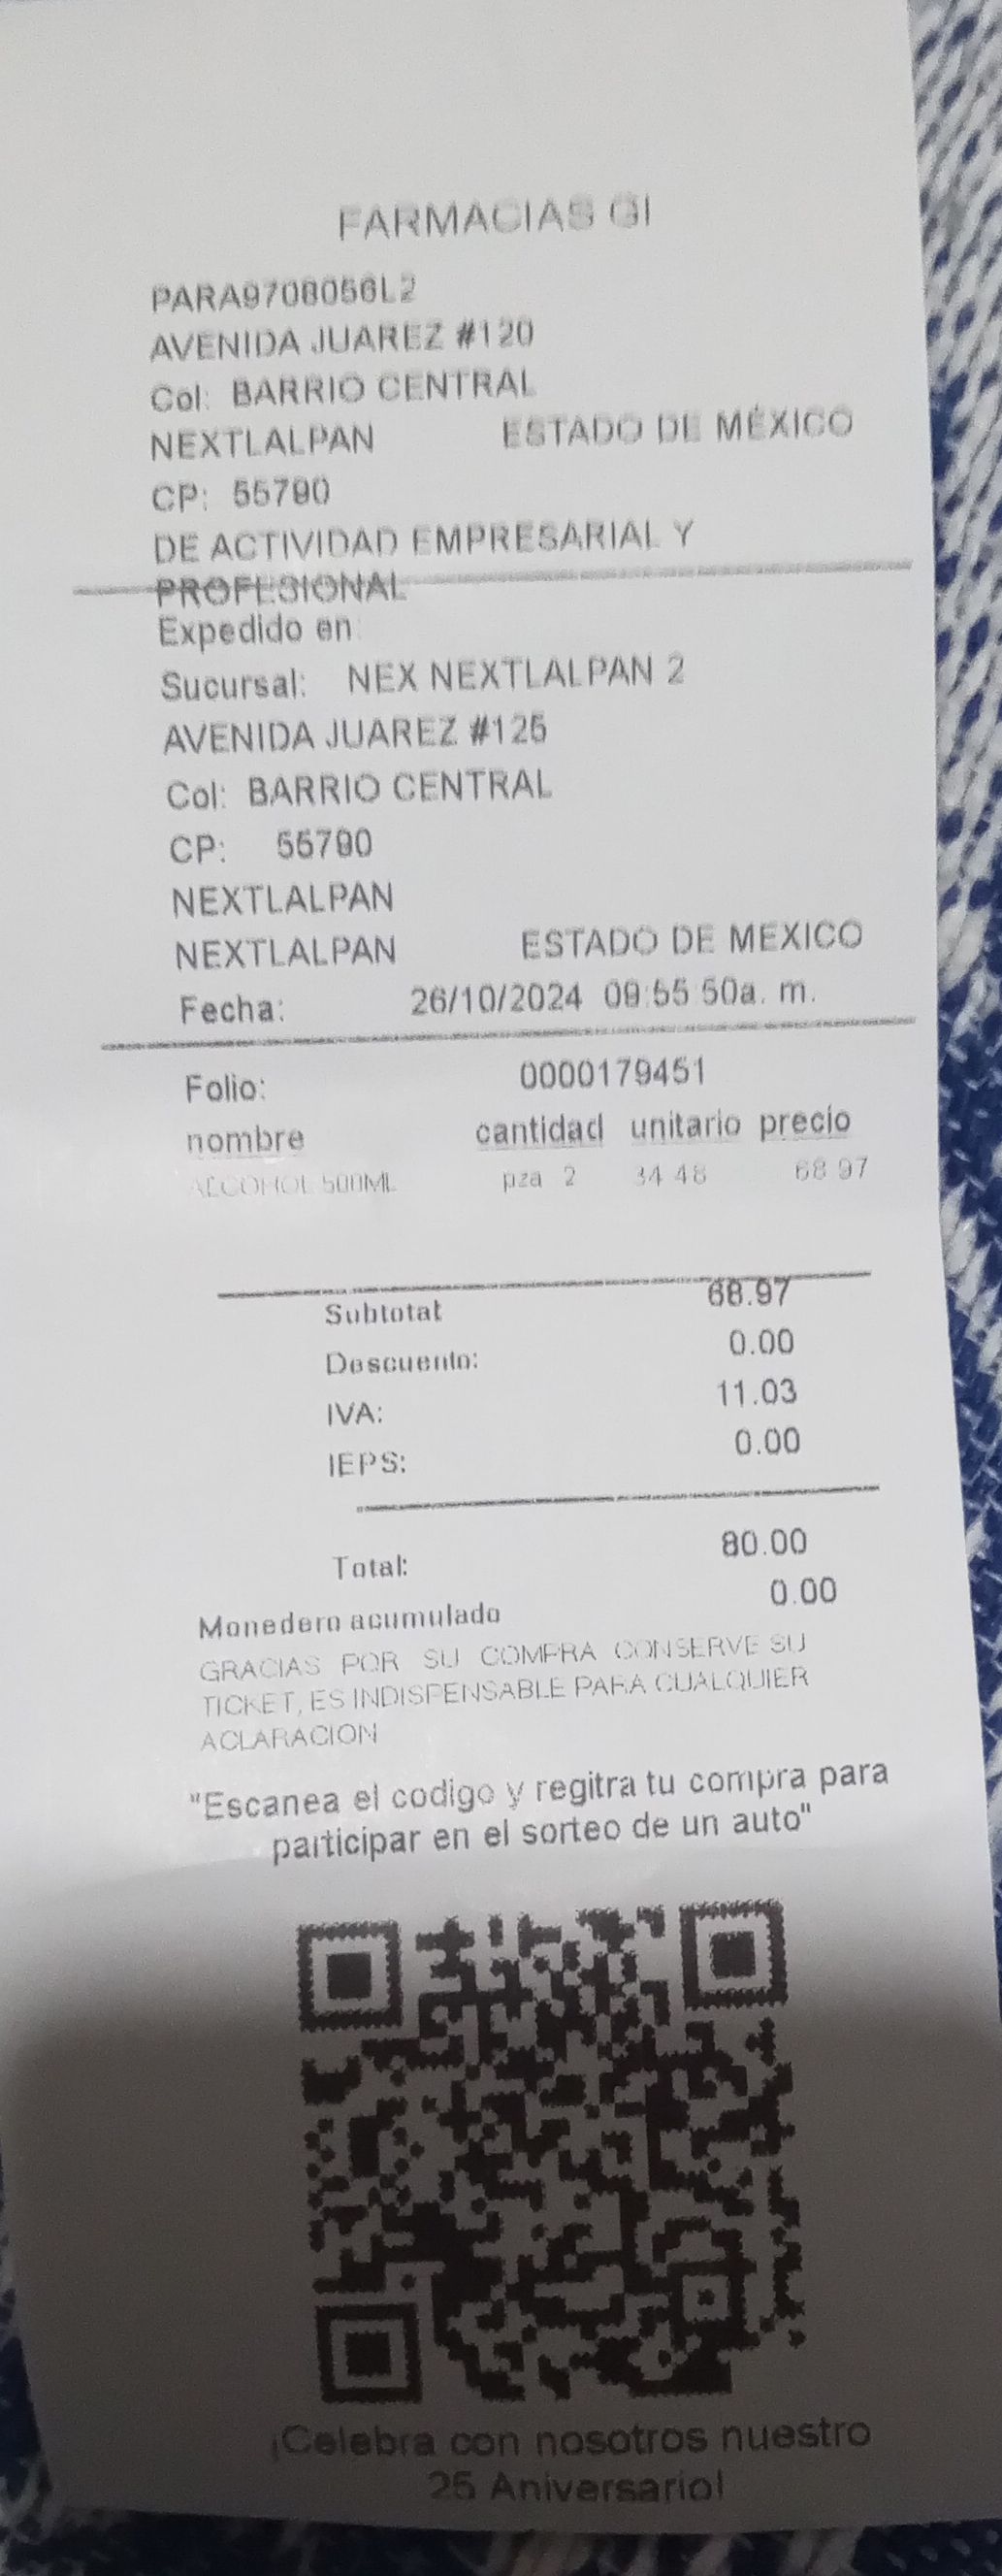 FARMACIAS GI
PARA9708056L2
AVENIDA JUAREZ #120
Col: BARRIO CENTRAL
NEXTLALPAN ESTADO DE MÉXICO
CP: 55790
DE ACTIVIDAD EMPRESARIAL Y
PROFESIONAL
Expedido en:
Sucursal: NEX NEXTLALPAN 2
AVENIDA JUAREZ #125
Col: BARRIO CENTRAL
CP: 55790
NEXTLALPAN
NEXTLALPAN ESTADO DE MEXICO
Fecha: 26/10/2024 09:55:50a. m.
Folio: 0000179451
nombre cantidad unitario precio
ALCOHOL 500ML pza 2 34.48 68.97
Subtotal 68.97
Descuento: 0.00
IVA: 11.03
IEPS: 0.00
Total: 80.00
Monedero acumulado 0.00
GRACIAS POR SU COMPRA CONSERVE SU
TICKET, ES INDISPENSABLE PARA CUALQUIER
ACLARACION
"Escanea el codigo y regitra tu compra para
participar en el sorteo de un auto"
¡Celebra con nosotros nuestro
25 Aniversario!